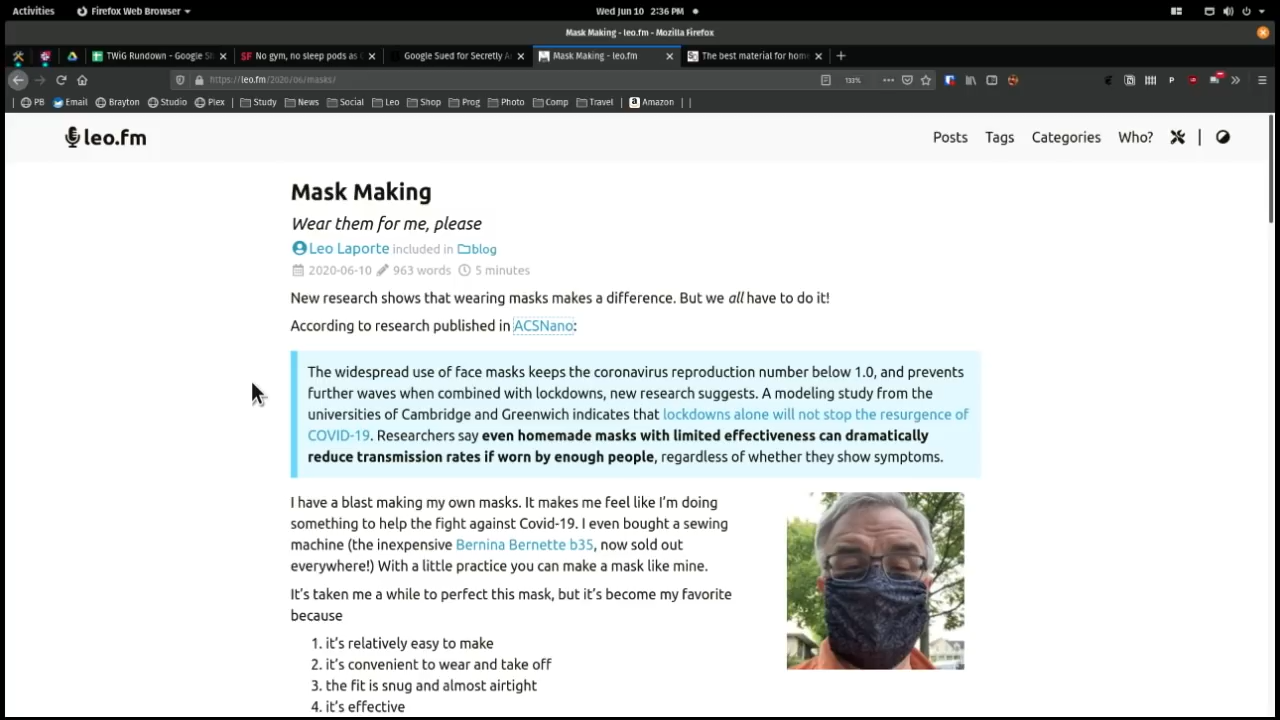 Activities Firefox Web Browser Wed Jun 10 2:36 PM
Mask Making - leo.fm - Mozilla Firefox
TWiG Rundown - Google S No gym, no sleep pods as Google Sued for Secretly Mask Making - leo.fm The best material for home
https://leo.fm/2020/06/masks/ 133%
PB Email Brayton Studio Plex Study News Social Leo Shop Prog Photo Comp Travel Amazon
leo.fm Posts Tags Categories Who?
Mask Making
Wear them for me, please
Leo Laporte included in blog
2020-06-10 963 words 5 minutes
New research shows that wearing masks makes a difference. But we all have to do it!
According to research published in ACSNano:
The widespread use of face masks keeps the coronavirus reproduction number below 1.0, and prevents
further waves when combined with lockdowns, new research suggests. A modeling study from the
universities of Cambridge and Greenwich indicates that lockdowns alone will not stop the resurgence of
COVID-19. Researchers say even homemade masks with limited effectiveness can dramatically
reduce transmission rates if worn by enough people, regardless of whether they show symptoms.
I have a blast making my own masks. It makes me feel like I'm doing
something to help the fight against Covid-19. I even bought a sewing
machine (the inexpensive Bernina Bernette b35, now sold out
everywhere!) With a little practice you can make a mask like mine.
It's taken me a while to perfect this mask, but it's become my favorite
because
1. it's relatively easy to make
2. it's convenient to wear and take off
3. the fit is snug and almost airtight
4. it's effective